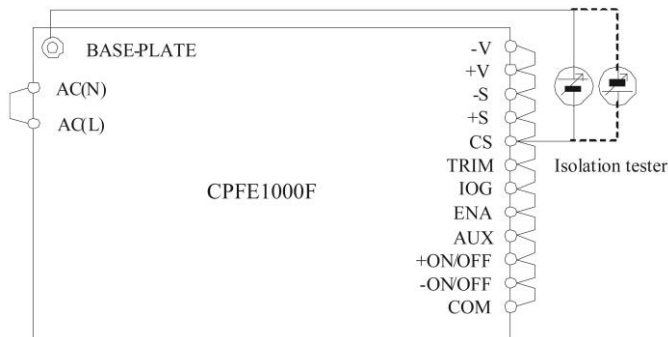 BASE-PLATE
AC(N)
AC(L)
CPFE1000F
-V
+V
-S
+S
CS
TRIM
IOG
ENA
AUX
+ON/OFF
-ON/OFF
COM
Isolation tester